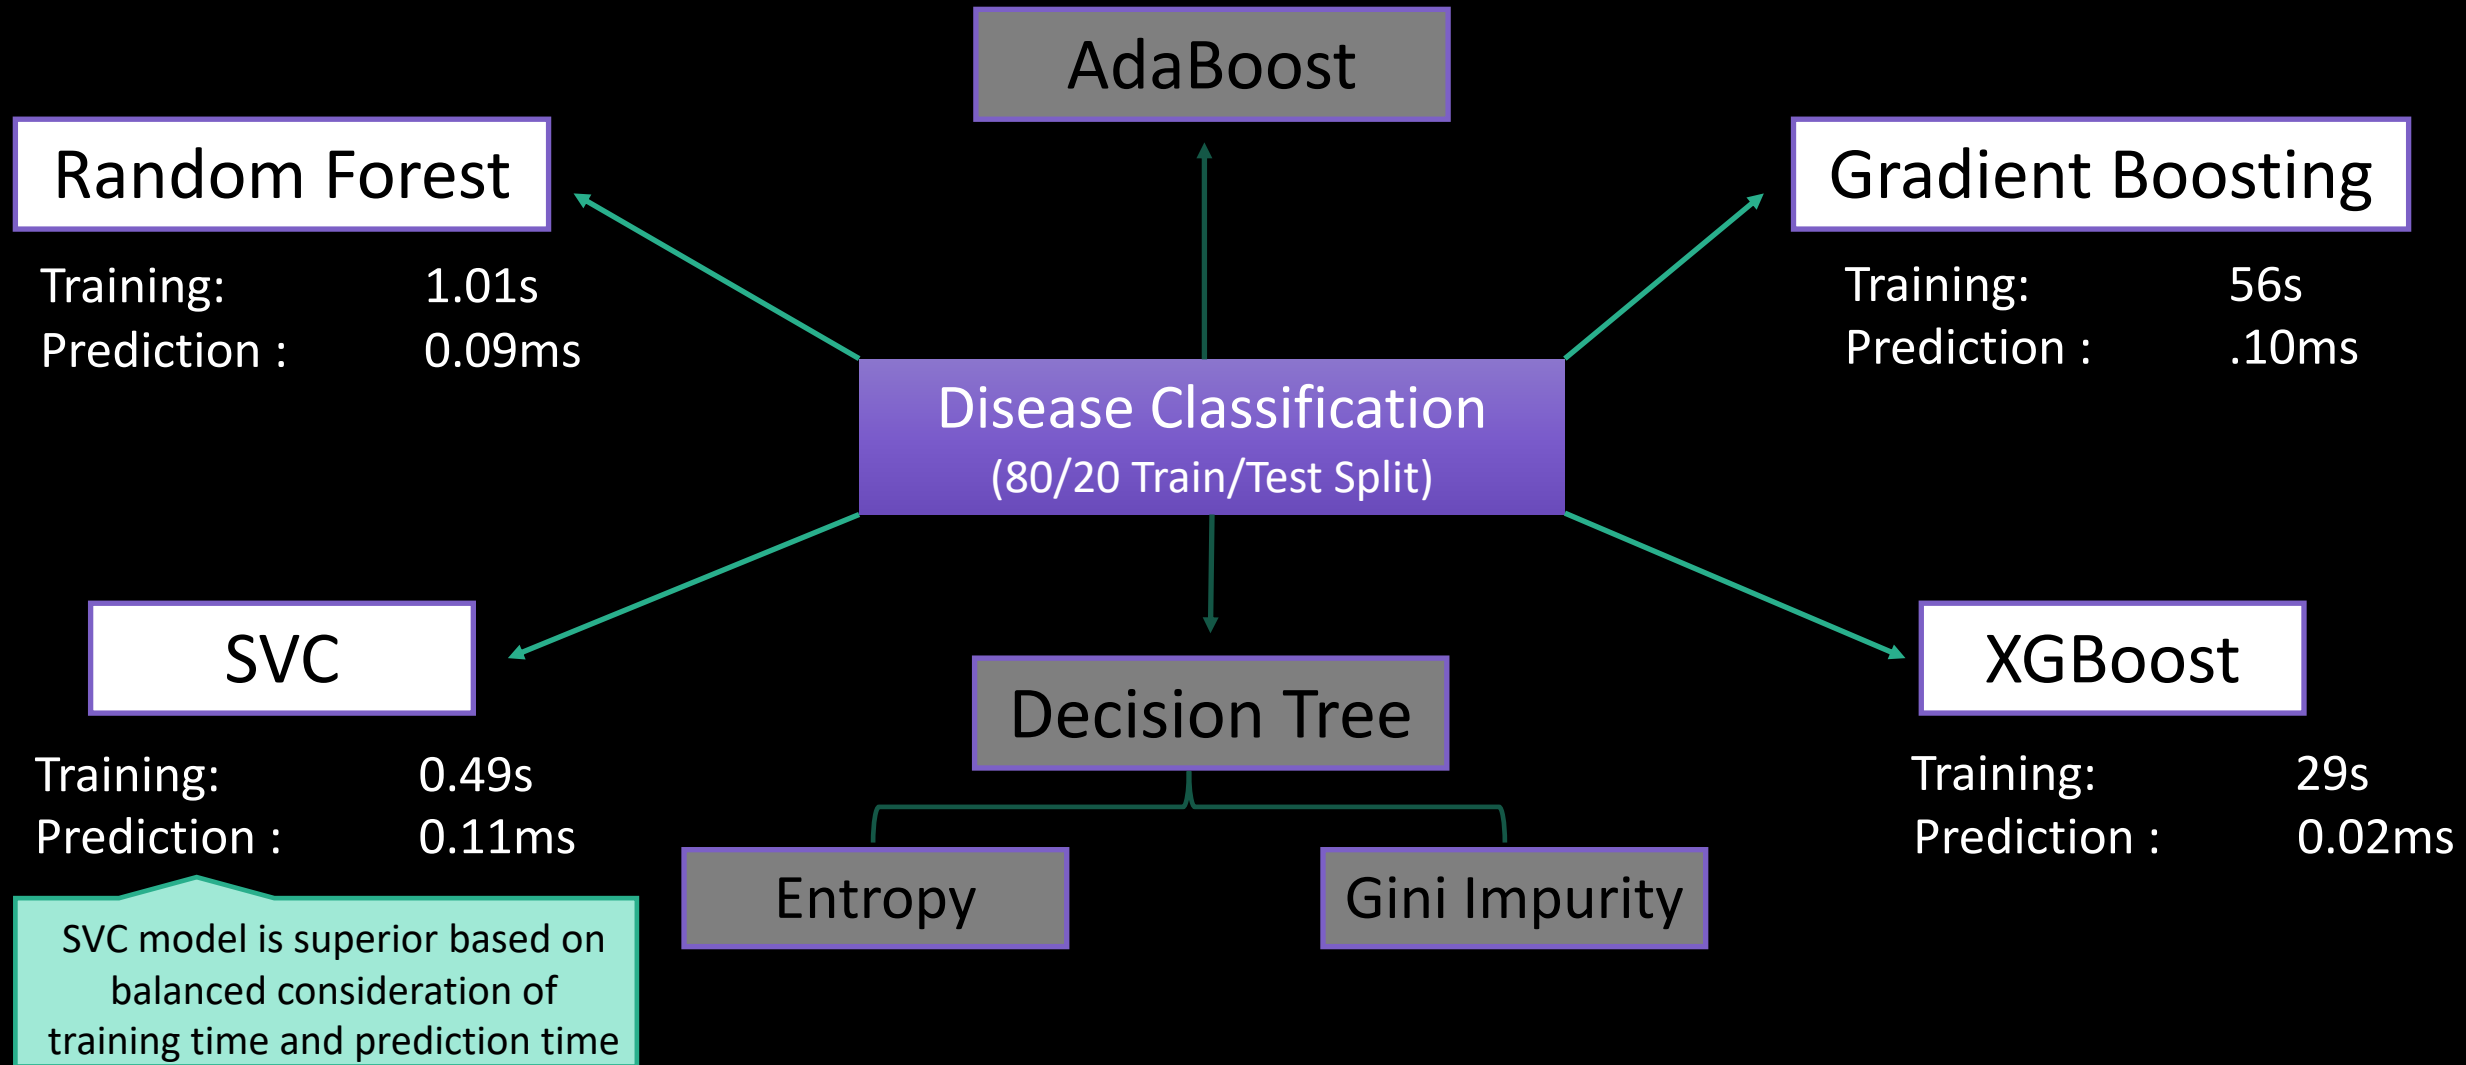 AdaBoost
Random Forest
Training: 1.01s
Prediction : 0.09ms
Gradient Boosting
Training: 56s
Prediction : .10ms
Disease Classification
(80/20 Train/Test Split)
SVC
Training: 0.49s
Prediction : 0.11ms
SVC model is superior based on
balanced consideration of
training time and prediction time
Decision Tree
Entropy
Gini Impurity
XGBoost
Training: 29s
Prediction : 0.02ms